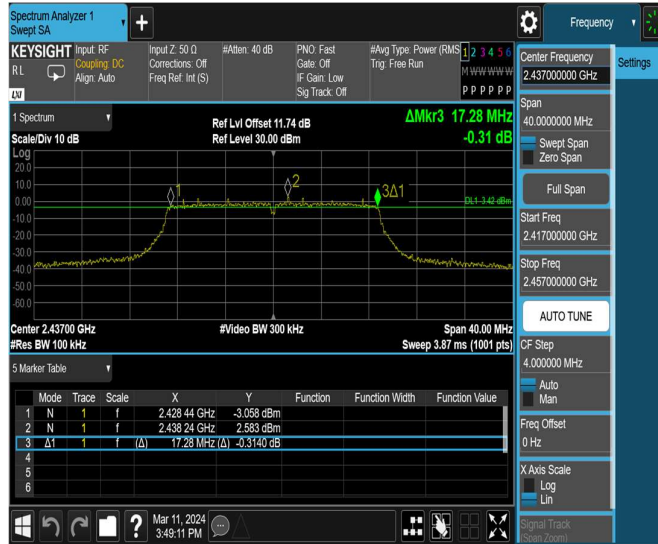 Spectrum Analyzer 1
Swept SA
Frequency
KEYSIGHT
RL
LXI
Input: RF
Coupling: DC
Align: Auto
Input Z: 50 Ω
Corrections: Off
Freq Ref: Int (S)
#Atten: 40 dB
PNO: Fast
Gate: Off
IF Gain: Low
Sig Track: Off
#Avg Type: Power (RMS
Trig: Free Run
1 2 3 4 5 6
M W W W W W
P P P P P P
Center Frequency
2.437000000 GHz
Settings
Span
40.0000000 MHz
Swept Span
Zero Span
Full Span
Start Freq
2.417000000 GHz
Stop Freq
2.457000000 GHz
AUTO TUNE
CF Step
4.000000 MHz
Auto
Man
Freq Offset
0 Hz
X Axis Scale
Log
Lin
Signal Track
(Span Zoom)
1 Spectrum
Scale/Div 10 dB
Ref Lvl Offset 11.74 dB
Ref Level 30.00 dBm
ΔMkr3 17.28 MHz
-0.31 dB
Log
20.0
10.0
0.00
-10.0
-20.0
-30.0
-40.0
-50.0
-60.0
1
2
3Δ1
DL1 -3.42 dBm
Center 2.43700 GHz
#Video BW 300 kHz
Span 40.00 MHz
#Res BW 100 kHz
Sweep 3.87 ms (1001 pts)
5 Marker Table
Mode Trace Scale X Y Function Function Width Function Value
1 N 1 f 2.428 44 GHz -3.058 dBm
2 N 1 f 2.438 24 GHz 2.583 dBm
3 Δ1 1 f (Δ) 17.28 MHz (Δ) -0.3140 dB
4
5
6
?
Mar 11, 2024
3:49:11 PM